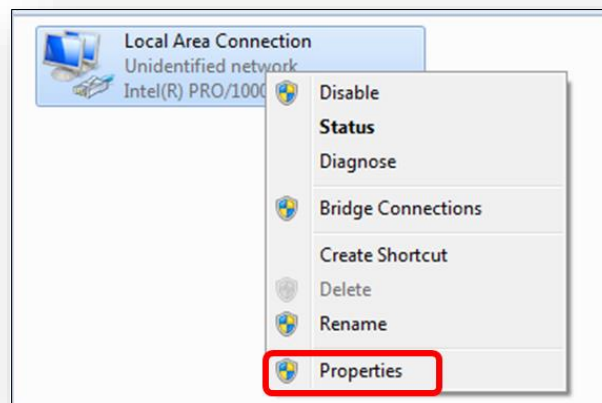 Local Area Connection
Unidentified network
Intel(R) PRO/1000
Disable
Status
Diagnose
Bridge Connections
Create Shortcut
Delete
Rename
Properties